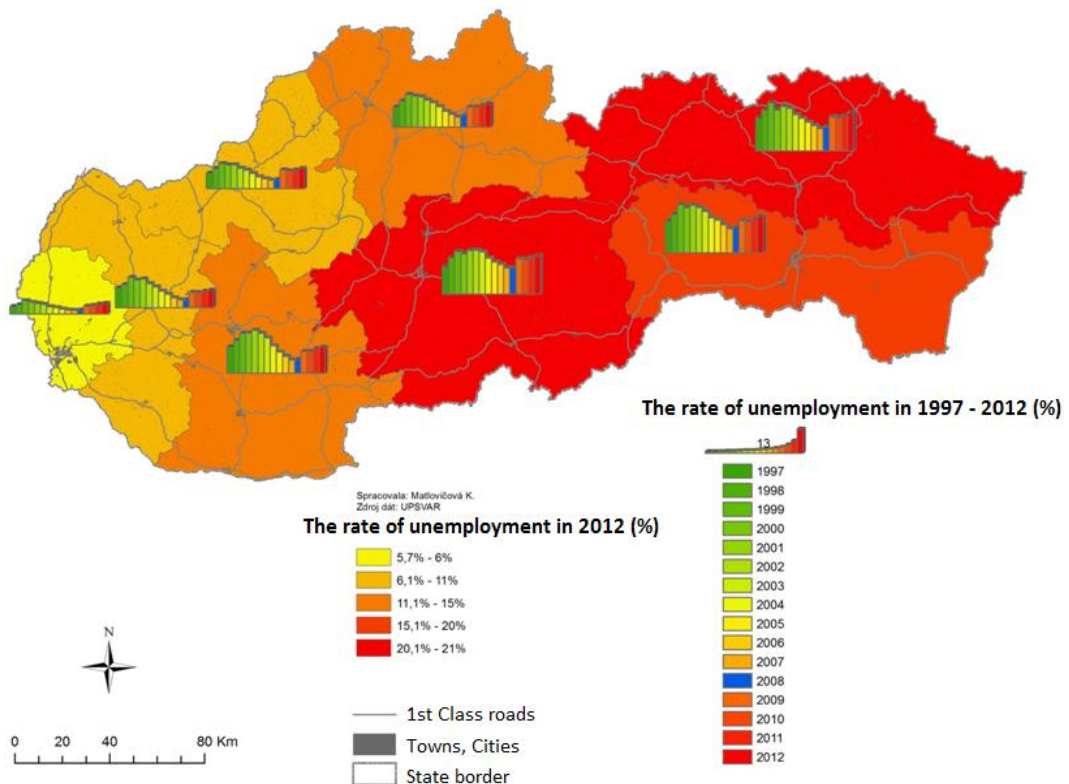 The rate of unemployment in 1997 - 2012 (%)
13
1997
1998
1999
2000
2001
2002
2003
2004
2005
2006
2007
2008
2009
2010
2011
2012
Spracovala: Matlovičová K.
Zdroj dát: UPSVAR
The rate of unemployment in 2012 (%)
5,7% - 6%
6,1% - 11%
11,1% - 15%
15,1% - 20%
20,1% - 21%
N
0 20 40 80 Km
1st Class roads
Towns, Cities
State border